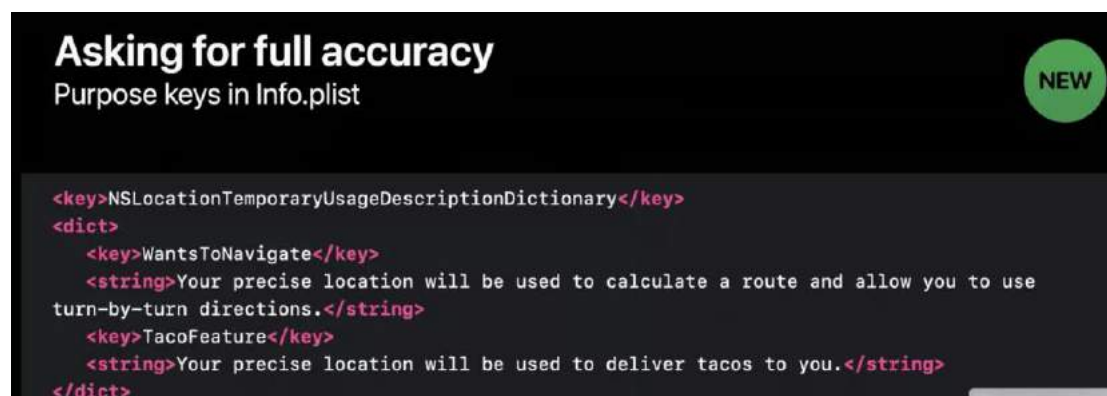 Asking for full accuracy
Purpose keys in Info.plist
NEW
<key>NSLocationTemporaryUsageDescriptionDictionary</key>
<dict>
<key>WantsToNavigate</key>
<string>Your precise location will be used to calculate a route and allow you to use
turn-by-turn directions.</string>
<key>TacoFeature</key>
<string>Your precise location will be used to deliver tacos to you.</string>
</dict>